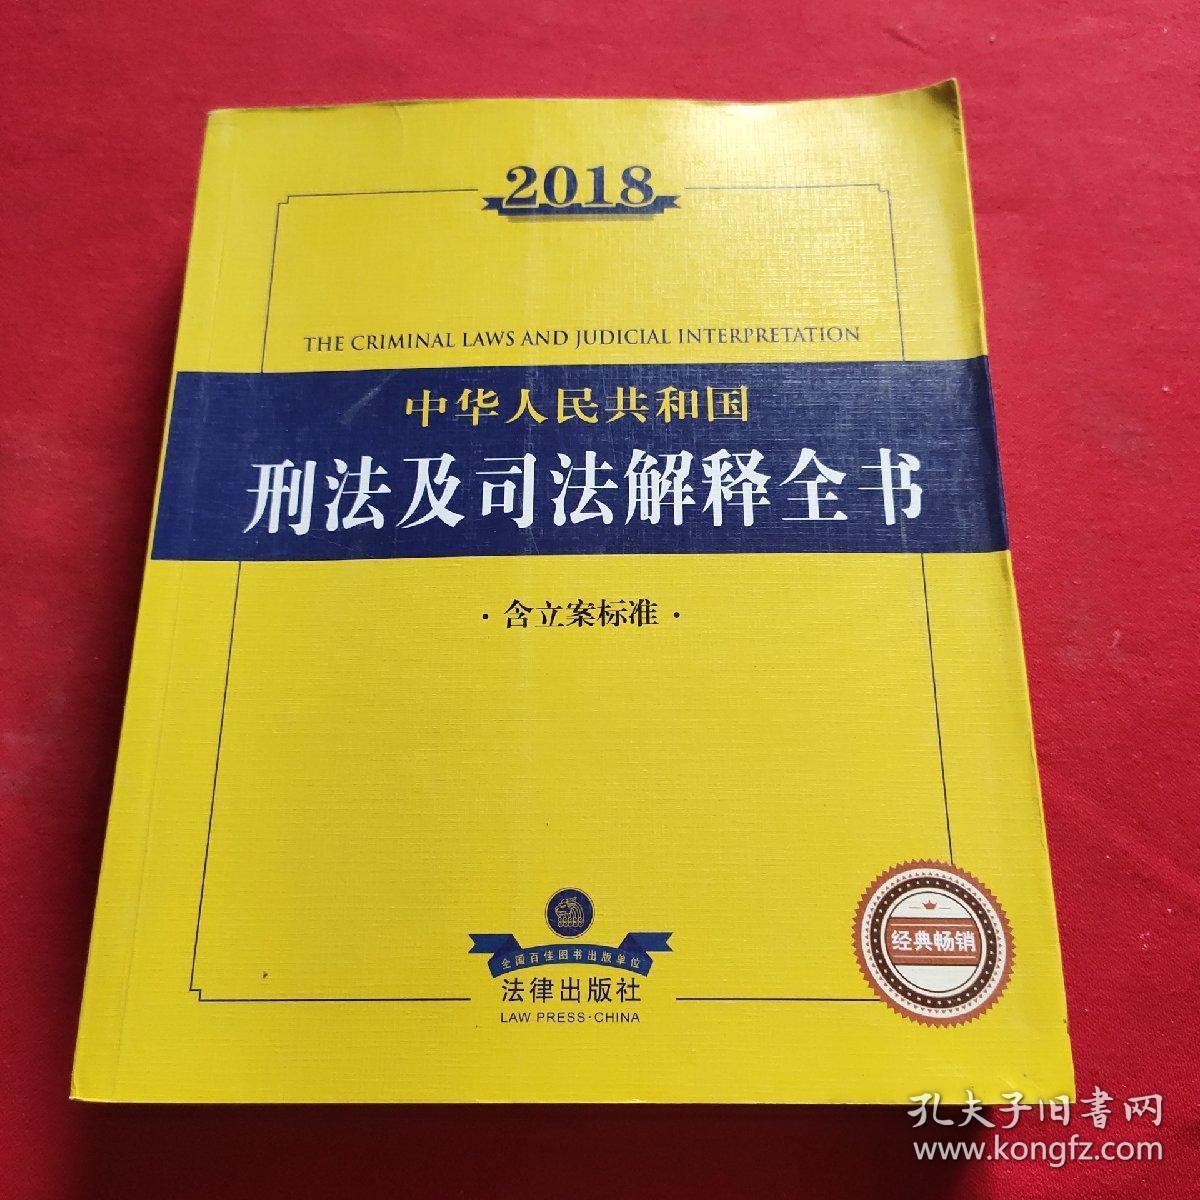 2018
THE CRIMINAL LAWS AND JUDICIAL INTERPRETATION
中华人民共和国
刑法及司法解释全书
·含立案标准·
经典畅销
全国百佳图书出版单位
法律出版社
LAW PRESS·CHINA
孔夫子旧書网
www.kongfz.com